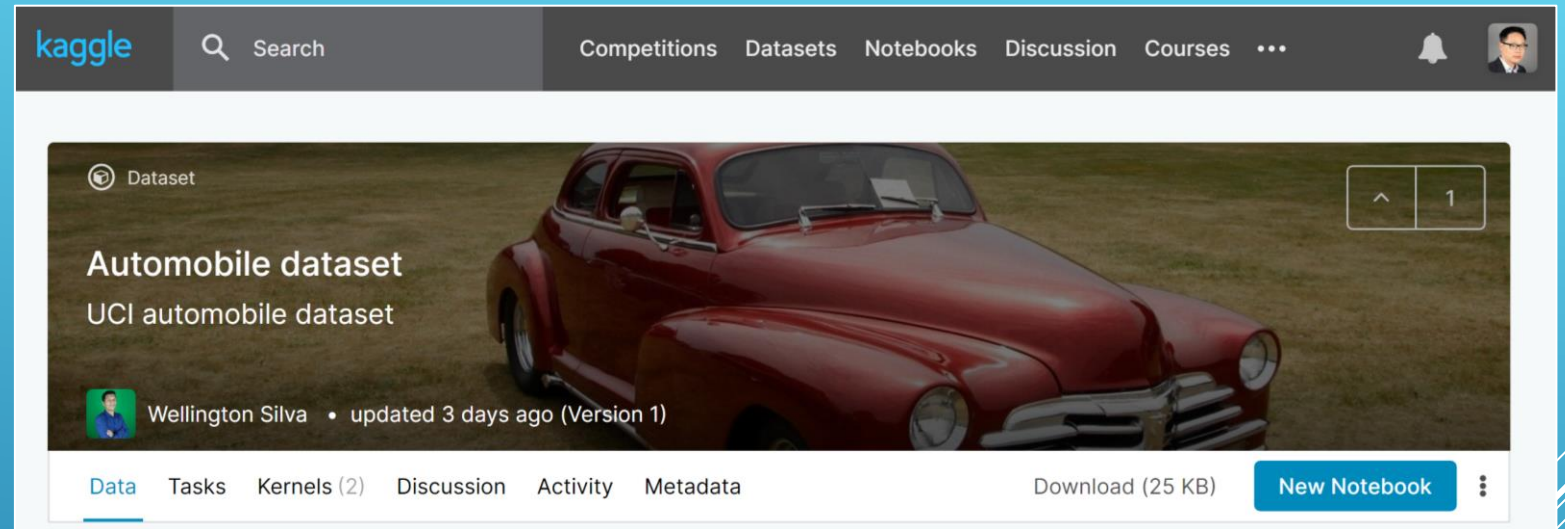 kaggle Search Competitions Datasets Notebooks Discussion Courses •••
Dataset
1
Automobile dataset
UCI automobile dataset
Wellington Silva • updated 3 days ago (Version 1)
Data Tasks Kernels (2) Discussion Activity Metadata Download (25 KB) New Notebook